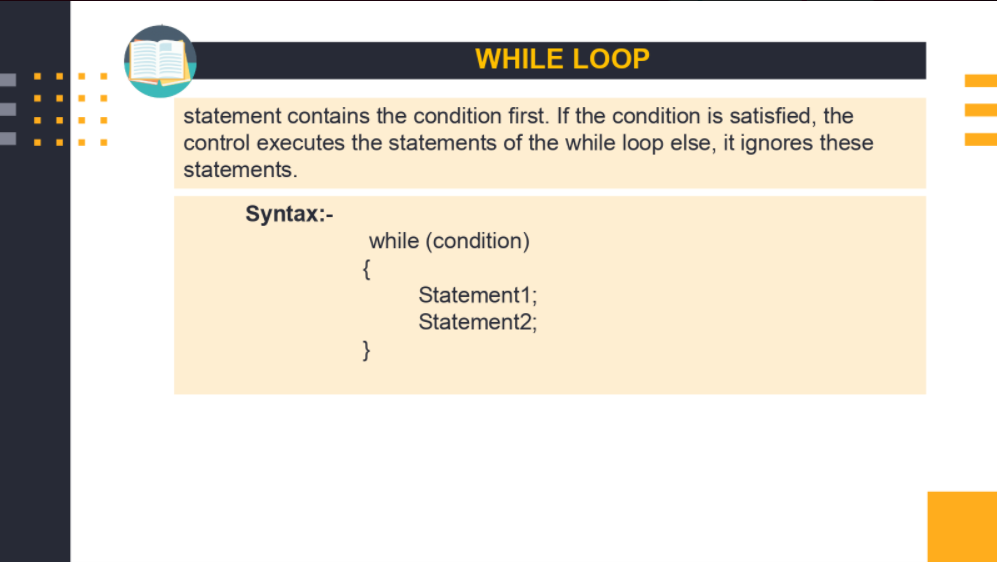 WHILE LOOP
statement contains the condition first. If the condition is satisfied, the
control executes the statements of the while loop else, it ignores these
statements.
Syntax:-
while (condition)
{
Statement1;
Statement2;
}